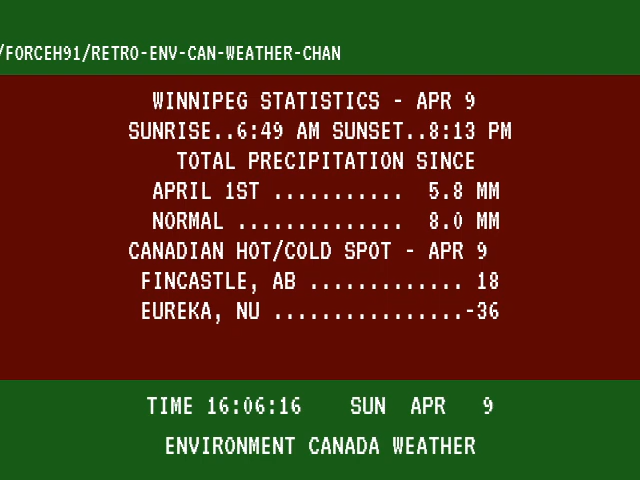 /FORCEH91/RETRO-ENV-CAN-WEATHER-CHAN
WINNIPEG STATISTICS - APR 9
SUNRISE..6:49 AM SUNSET..8:13 PM
TOTAL PRECIPITATION SINCE
APRIL 1ST ........... 5.8 MM
NORMAL .............. 8.0 MM
CANADIAN HOT/COLD SPOT - APR 9
FINCASTLE, AB ............. 18
EUREKA, NU ................-36
TIME 16:06:16 SUN APR 9
ENVIRONMENT CANADA WEATHER